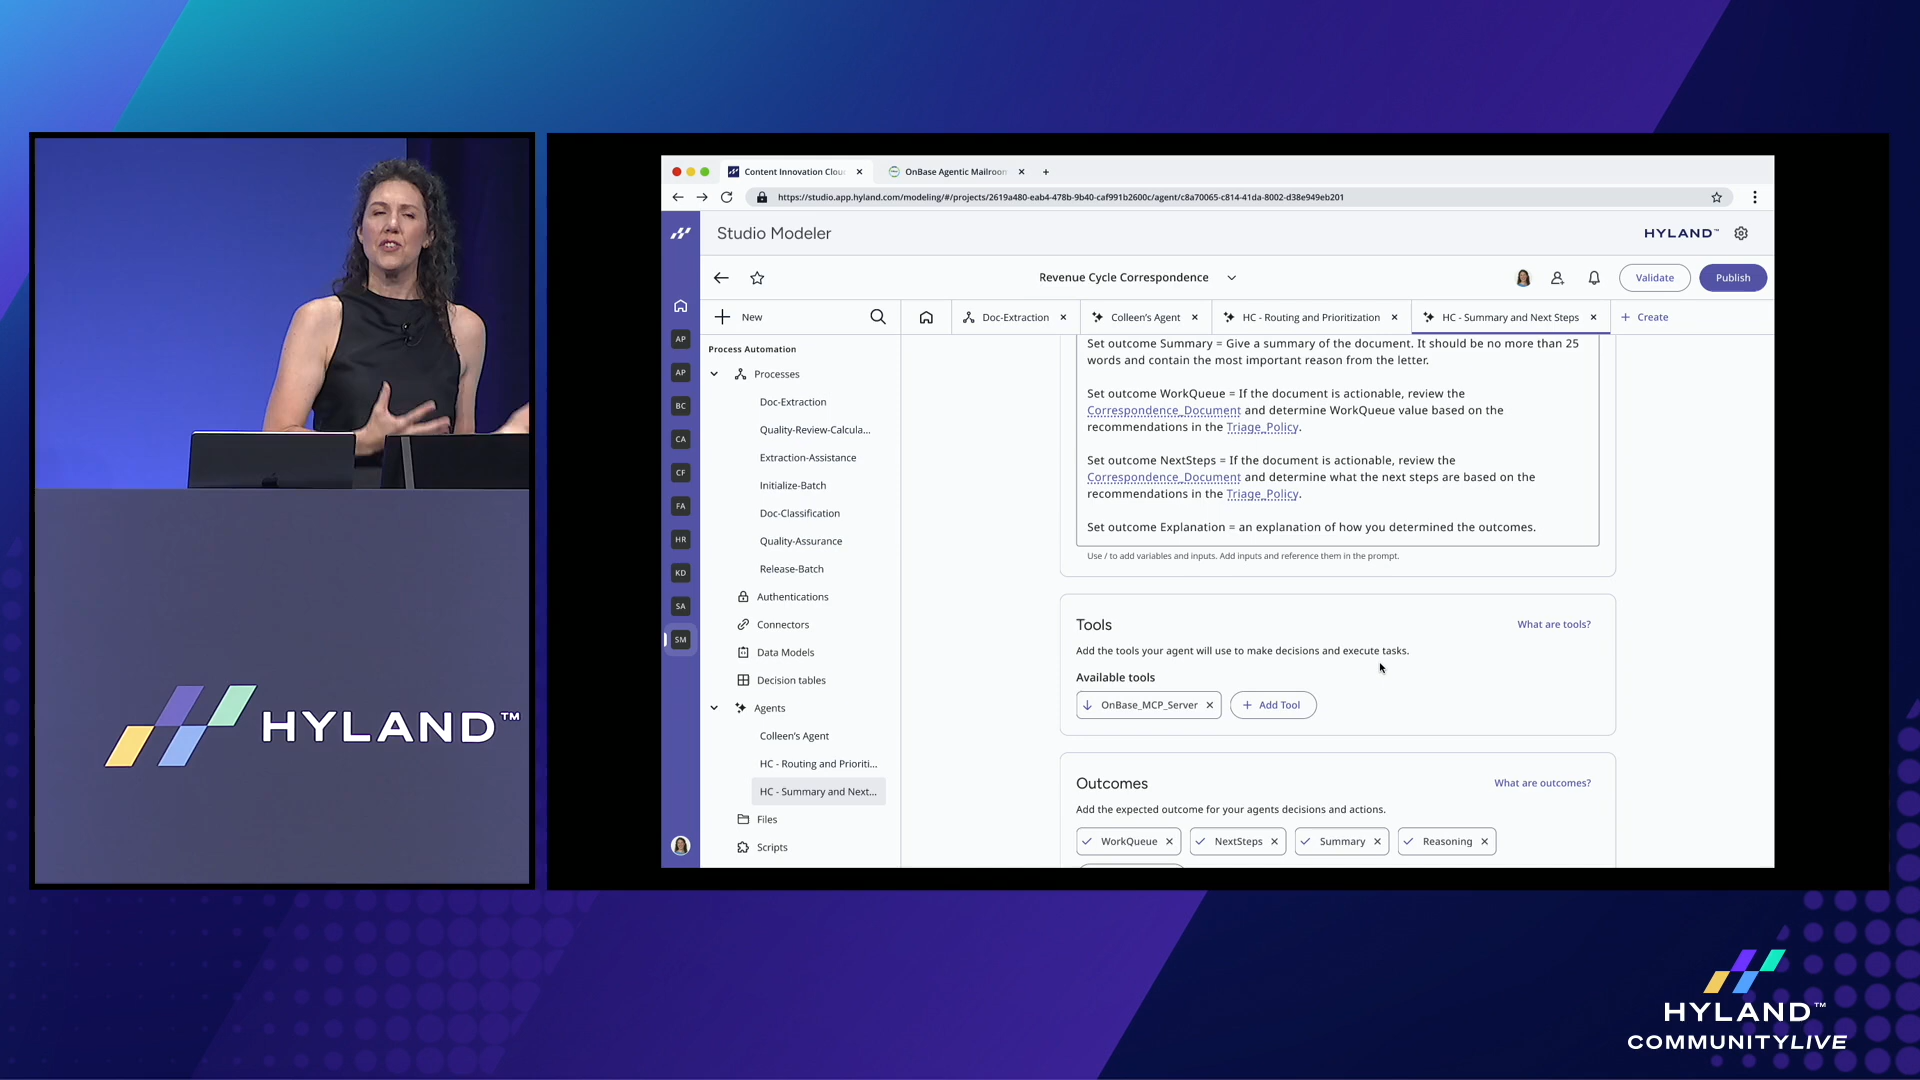 Content Innovation Clou
OnBase Agentic Mailroom
https://studio.app.hyland.com/modeling/#/projects/2619a480-eab4-478b-9b40-caf991b2600c/agent/c8a70065-c814-41da-8002-d38e949eb201
Studio Modeler
HYLAND™
Revenue Cycle Correspondence
Validate
Publish
New
Doc-Extraction
Colleen's Agent
HC - Routing and Prioritization
HC - Summary and Next Steps
Create
AP
AP
BC
CA
CF
FA
HR
KD
SA
SM
Process Automation
Processes
Doc-Extraction
Quality-Review-Calcula...
Extraction-Assistance
Initialize-Batch
Doc-Classification
Quality-Assurance
Release-Batch
Authentications
Connectors
Data Models
Decision tables
Agents
Colleen's Agent
HC - Routing and Prioriti...
HC - Summary and Next...
Files
Scripts
Set outcome Summary = Give a summary of the document. It should be no more than 25
words and contain the most important reason from the letter.
Set outcome WorkQueue = If the document is actionable, review the
Correspondence_Document and determine WorkQueue value based on the
recommendations in the Triage_Policy.
Set outcome NextSteps = If the document is actionable, review the
Correspondence_Document and determine what the next steps are based on the
recommendations in the Triage_Policy.
Set outcome Explanation = an explanation of how you determined the outcomes.
Use / to add variables and inputs. Add inputs and reference them in the prompt.
Tools
What are tools?
Add the tools your agent will use to make decisions and execute tasks.
Available tools
OnBase_MCP_Server
Add Tool
Outcomes
What are outcomes?
Add the expected outcome for your agents decisions and actions.
WorkQueue
NextSteps
Summary
Reasoning
HYLAND™
HYLAND™
COMMUNITYLIVE